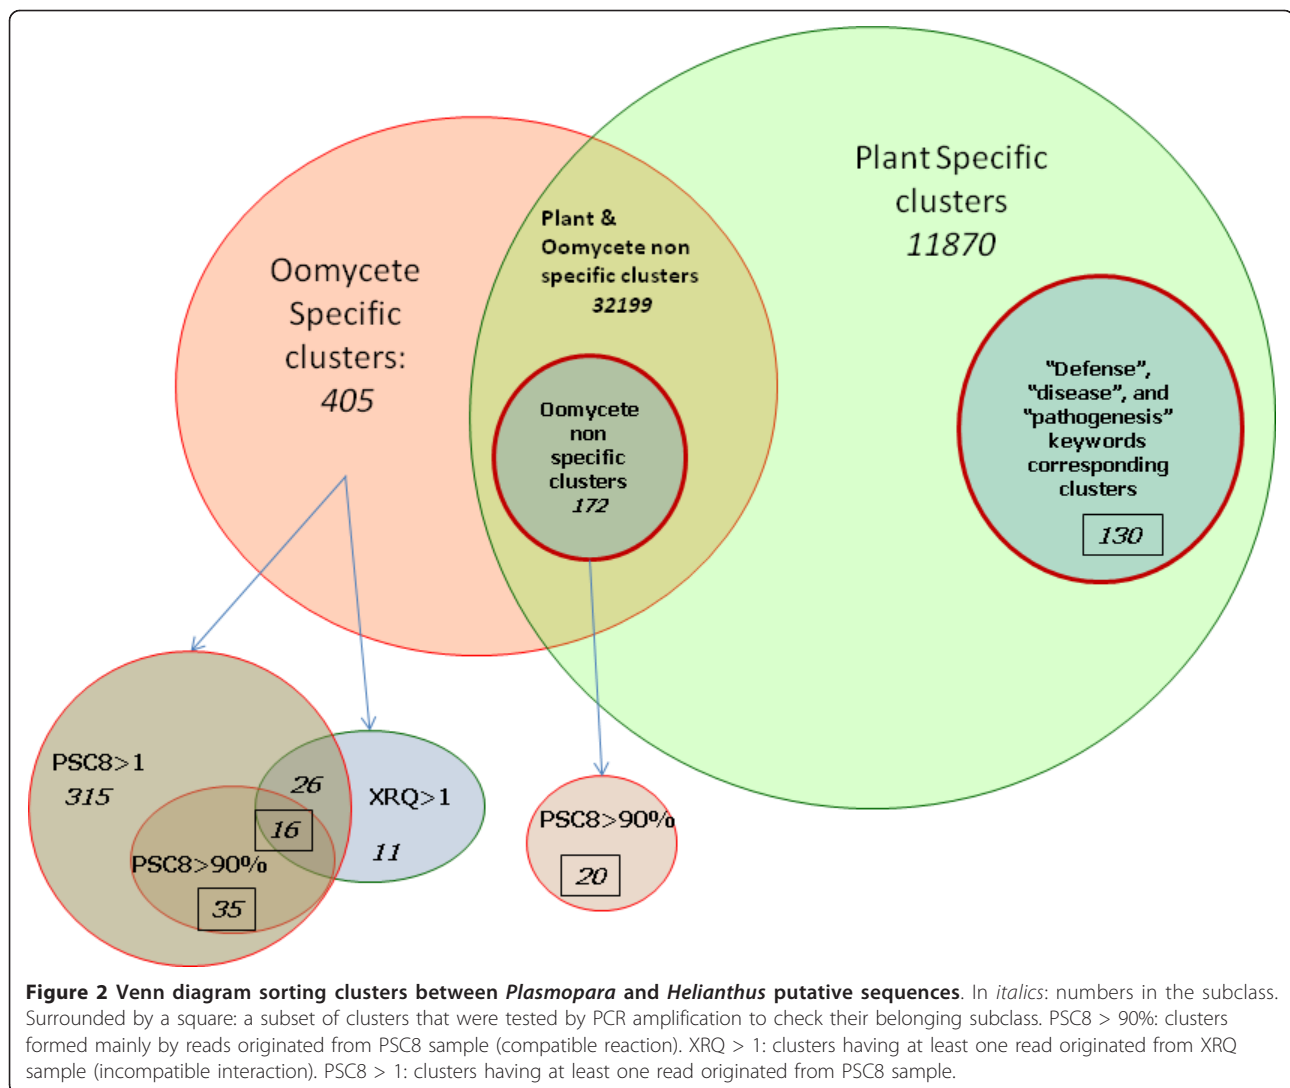 Oomycete
Specific
clusters:
405
Plant &
Oomycete non
specific clusters
32199
Oomycete
non
specific
clusters
172
Plant Specific
clusters
11870
“Defense”,
“disease”, and
“pathogenesis”
keywords
corresponding
clusters
130
PSC8>1
315
26
16
PSC8>90%
35
XRQ>1
11
PSC8>90%
20
Figure 2 Venn diagram sorting clusters between Plasmopara and Helianthus putative sequences. In italics: numbers in the subclass.
Surrounded by a square: a subset of clusters that were tested by PCR amplification to check their belonging subclass. PSC8 > 90%: clusters
formed mainly by reads originated from PSC8 sample (compatible reaction). XRQ > 1: clusters having at least one read originated from XRQ
sample (incompatible interaction). PSC8 > 1: clusters having at least one read originated from PSC8 sample.